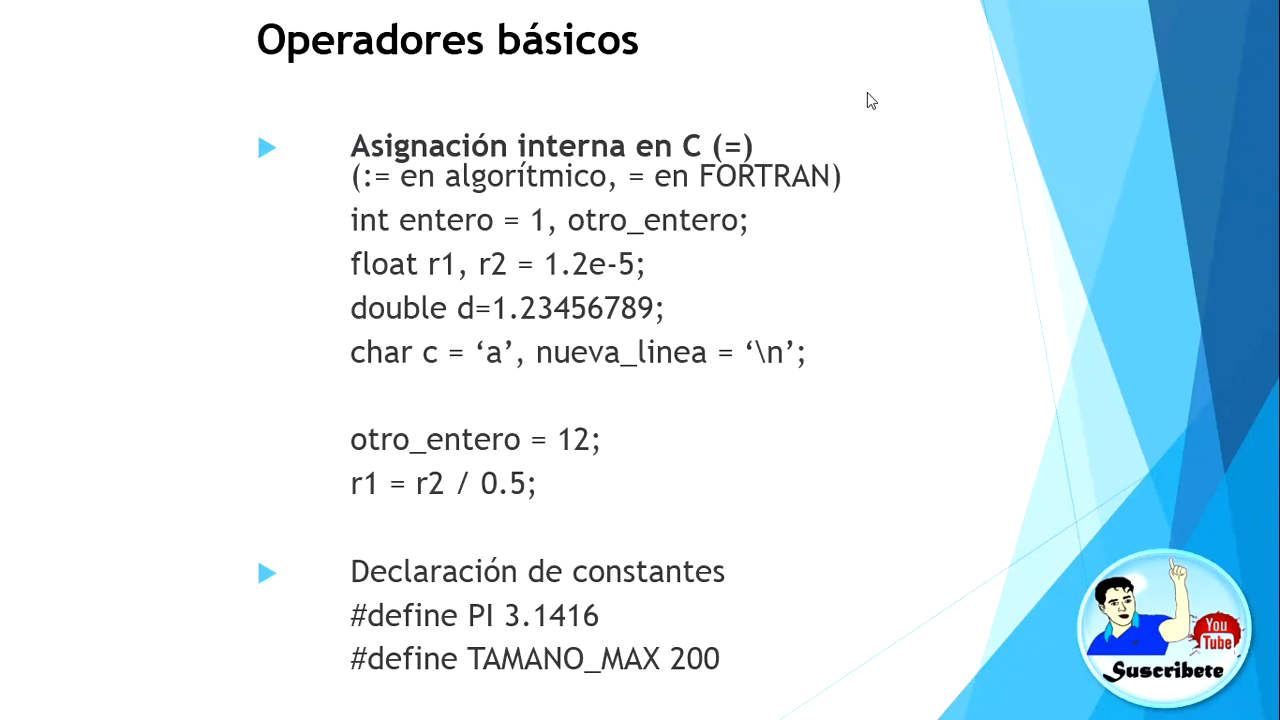 Operadores básicos
Asignación interna en C (=)
(:= en algorítmico, = en FORTRAN)
int entero = 1, otro_entero;
float r1, r2 = 1.2e-5;
double d=1.23456789;
char c = ‘a’, nueva_linea = ‘\n’;
otro_entero = 12;
r1 = r2 / 0.5;
Declaración de constantes
#define PI 3.1416
#define TAMANO_MAX 200
You
Tube
Suscribete